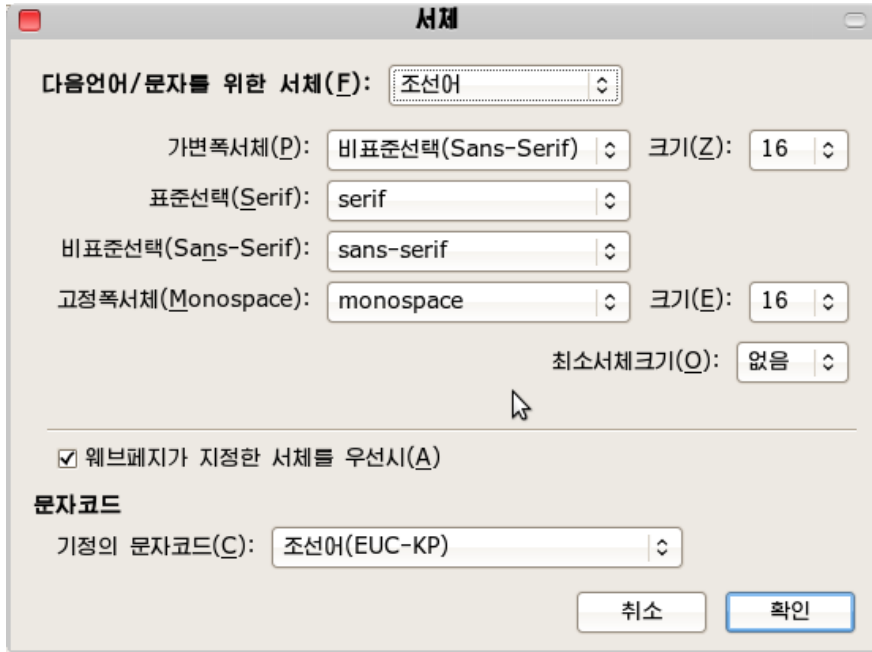 서체
다음언어/문자를 위한 서체(F): 조선어
가변폭서체(P): 비표준선택(Sans-Serif) 크기(Z): 16
표준선택(Serif): serif
비표준선택(Sans-Serif): sans-serif
고정폭서체(Monospace): monospace 크기(E): 16
최소서체크기(O): 없음
웨브페지가 지정한 서체를 우선시(A)
문자코드
기정의 문자코드(C): 조선어(EUC-KP)
취소 확인